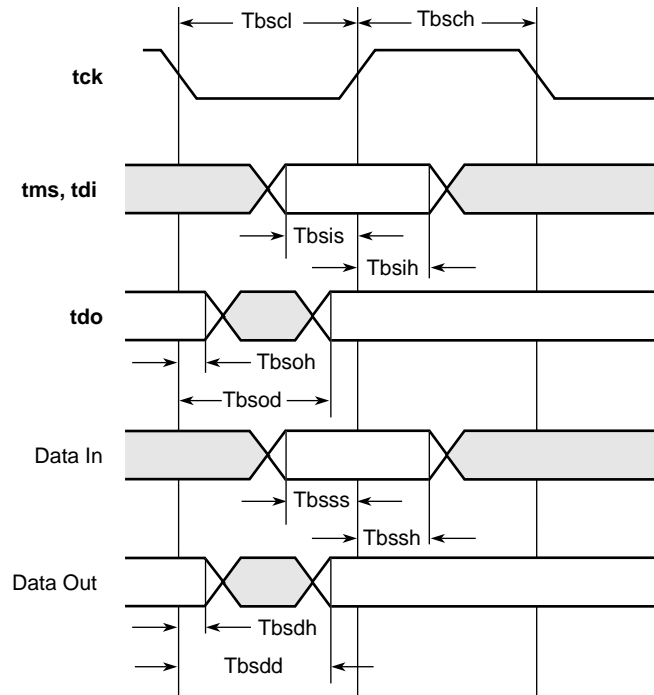 Tbscl
Tbsch
tck
tms, tdi
Tbsis
Tbsih
tdo
Tbsoh
Tbsod
Data In
Tbsss
Tbssh
Data Out
Tbsdh
Tbsdd